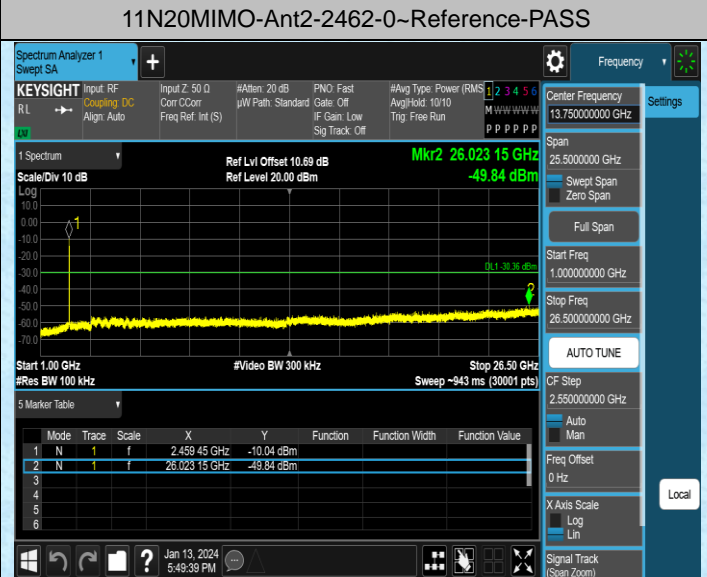 11N20MIMO-Ant2-2462-0~Reference-PASS
Spectrum Analyzer 1
Swept SA
+
Frequency
KEYSIGHT
RL
LXI
Input: RF
Coupling: DC
Align: Auto
Input Z: 50 Ω
Corr CCorr
Freq Ref: Int (S)
#Atten: 20 dB
µW Path: Standard
PNO: Fast
Gate: Off
IF Gain: Low
Sig Track: Off
#Avg Type: Power (RMS
Avg|Hold: 10/10
Trig: Free Run
1 2 3 4 5 6
M W W W W W
P P P P P P
1 Spectrum
Scale/Div 10 dB
Ref Lvl Offset 10.69 dB
Ref Level 20.00 dBm
Mkr2 26.023 15 GHz
-49.84 dBm
Log
10.0
0.00
-10.0
-20.0
-30.0
-40.0
-50.0
-60.0
-70.0
1
DL1 -30.36 dBm
2
Start 1.00 GHz
#Res BW 100 kHz
#Video BW 300 kHz
Stop 26.50 GHz
Sweep ~943 ms (30001 pts)
5 Marker Table
Mode Trace Scale X Y Function Function Width Function Value
1 N 1 f 2.459 45 GHz -10.04 dBm
2 N 1 f 26.023 15 GHz -49.84 dBm
3
4
5
6
Jan 13, 2024
5:49:39 PM
Center Frequency
13.750000000 GHz
Span
25.5000000 GHz
Swept Span
Zero Span
Full Span
Start Freq
1.000000000 GHz
Stop Freq
26.500000000 GHz
AUTO TUNE
CF Step
2.550000000 GHz
Auto
Man
Freq Offset
0 Hz
X Axis Scale
Log
Lin
Signal Track
(Span Zoom)
Settings
Local